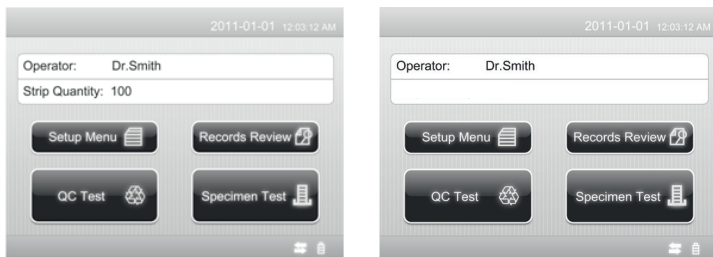 2011-01-01 12:03:12 AM
Operator: Dr.Smith
Strip Quantity: 100
Setup Menu
Records Review
QC Test
Specimen Test
2011-01-01 12:03:12 AM
Operator: Dr.Smith
Setup Menu
Records Review
QC Test
Specimen Test